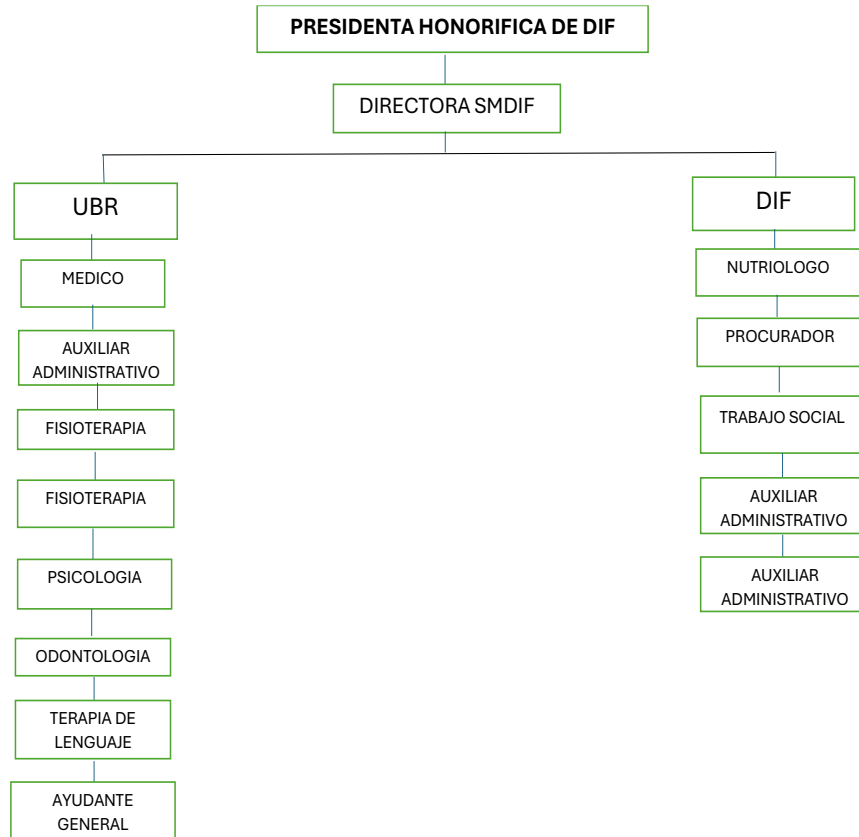 PRESIDENTA HONORIFICA DE DIF
DIRECTORA SMDIF
UBR
MEDICO
AUXILIAR
ADMINISTRATIVO
FISIOTERAPIA
FISIOTERAPIA
PSICOLOGIA
ODONTOLOGIA
TERAPIA DE
LENGUAJE
AYUDANTE
GENERAL
DIF
NUTRIOLOGO
PROCURADOR
TRABAJO SOCIAL
AUXILIAR
ADMINISTRATIVO
AUXILIAR
ADMINISTRATIVO